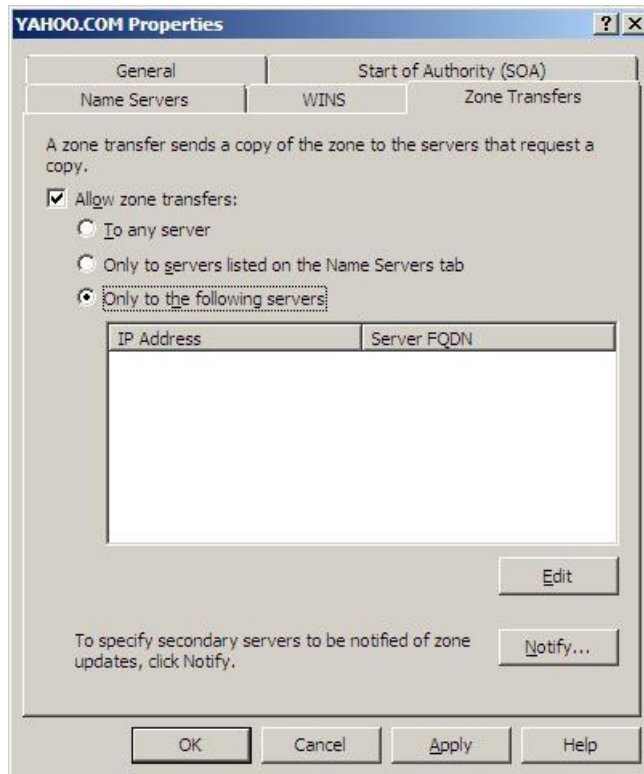 YAHOO.COM Properties
General
Start of Authority (SOA)
Name Servers
WINS
Zone Transfers
A zone transfer sends a copy of the zone to the servers that request a
copy.
Allow zone transfers:
To any server
Only to servers listed on the Name Servers tab
Only to the following servers
IP Address
Server FQDN
Edit
To specify secondary servers to be notified of zone
updates, click Notify.
Notify...
OK
Cancel
Apply
Help